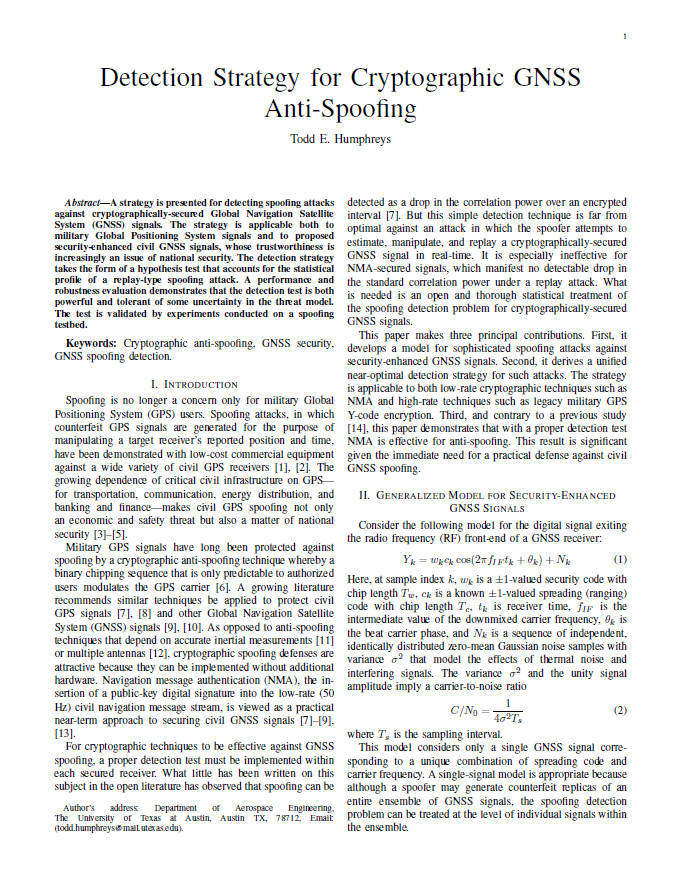 1
Detection Strategy for Cryptographic GNSS
Anti-Spoofing
Todd E. Humphreys
Abstract—A strategy is presented for detecting spoofing attacks
against cryptographically-secured Global Navigation Satellite
System (GNSS) signals. The strategy is applicable both to
military Global Positioning System signals and to proposed
security-enhanced civil GNSS signals, whose trustworthiness is
increasingly an issue of national security. The detection strategy
takes the form of a hypothesis test that accounts for the statistical
profile of a replay-type spoofing attack. A performance and
robustness evaluation demonstrates that the detection test is both
powerful and tolerant of some uncertainty in the threat model.
The test is validated by experiments conducted on a spoofing
testbed.
Keywords: Cryptographic anti-spoofing, GNSS security,
GNSS spoofing detection.
I. INTRODUCTION
Spoofing is no longer a concern only for military Global
Positioning System (GPS) users. Spoofing attacks, in which
counterfeit GPS signals are generated for the purpose of
manipulating a target receiver's reported position and time,
have been demonstrated with low-cost commercial equipment
against a wide variety of civil GPS receivers [1], [2]. The
growing dependence of critical civil infrastructure on GPS—
for transportation, communication, energy distribution, and
banking and finance—makes civil GPS spoofing not only
an economic and safety threat but also a matter of national
security [3]–[5].
Military GPS signals have long been protected against
spoofing by a cryptographic anti-spoofing technique whereby a
binary chipping sequence that is only predictable to authorized
users modulates the GPS carrier [6]. A growing literature
recommends similar techniques be applied to protect civil
GPS signals [7], [8] and other Global Navigation Satellite
System (GNSS) signals [9], [10]. As opposed to anti-spoofing
techniques that depend on accurate inertial measurements [11]
or multiple antennas [12], cryptographic spoofing defenses are
attractive because they can be implemented without additional
hardware. Navigation message authentication (NMA), the in-
sertion of a public-key digital signature into the low-rate (50
Hz) civil navigation message stream, is viewed as a practical
near-term approach to securing civil GNSS signals [7]–[9],
[13].
For cryptographic techniques to be effective against GNSS
spoofing, a proper detection test must be implemented within
each secured receiver. What little has been written on this
subject in the open literature has observed that spoofing can be
Author's address: Department of Aerospace Engineering,
The University of Texas at Austin, Austin TX, 78712, Email:
(todd.humphreys@mail.utexas.edu).
detected as a drop in the correlation power over an encrypted
interval [7]. But this simple detection technique is far from
optimal against an attack in which the spoofer attempts to
estimate, manipulate, and replay a cryptographically-secured
GNSS signal in real-time. It is especially ineffective for
NMA-secured signals, which manifest no detectable drop in
the standard correlation power under a replay attack. What
is needed is an open and thorough statistical treatment of
the spoofing detection problem for cryptographically-secured
GNSS signals.
This paper makes three principal contributions. First, it
develops a model for sophisticated spoofing attacks against
security-enhanced GNSS signals. Second, it derives a unified
near-optimal detection strategy for such attacks. The strategy
is applicable to both low-rate cryptographic techniques such as
NMA and high-rate techniques such as legacy military GPS
Y-code encryption. Third, and contrary to a previous study
[14], this paper demonstrates that with a proper detection test
NMA is effective for anti-spoofing. This result is significant
given the immediate need for a practical defense against civil
GNSS spoofing.
II. GENERALIZED MODEL FOR SECURITY-ENHANCED
GNSS SIGNALS
Consider the following model for the digital signal exiting
the radio frequency (RF) front-end of a GNSS receiver:
Y_k = w_k c_k cos(2πf_{IF} t_k + θ_k) + N_k (1)
Here, at sample index k, w_k is a ±1-valued security code with
chip length T_w, c_k is a known ±1-valued spreading (ranging)
code with chip length T_c, t_k is receiver time, f_{IF} is the
intermediate value of the downmixed carrier frequency, θ_k is
the beat carrier phase, and N_k is a sequence of independent,
identically distributed zero-mean Gaussian noise samples with
variance σ² that model the effects of thermal noise and
interfering signals. The variance σ² and the unity signal
amplitude imply a carrier-to-noise ratio
C/N_0 = 1 / (4σ²T_s) (2)
where T_s is the sampling interval.
This model considers only a single GNSS signal corre-
sponding to a unique combination of spreading code and
carrier frequency. A single-signal model is appropriate because
although a spoofer may generate counterfeit replicas of an
entire ensemble of GNSS signals, the spoofing detection
problem can be treated at the level of individual signals within
the ensemble.